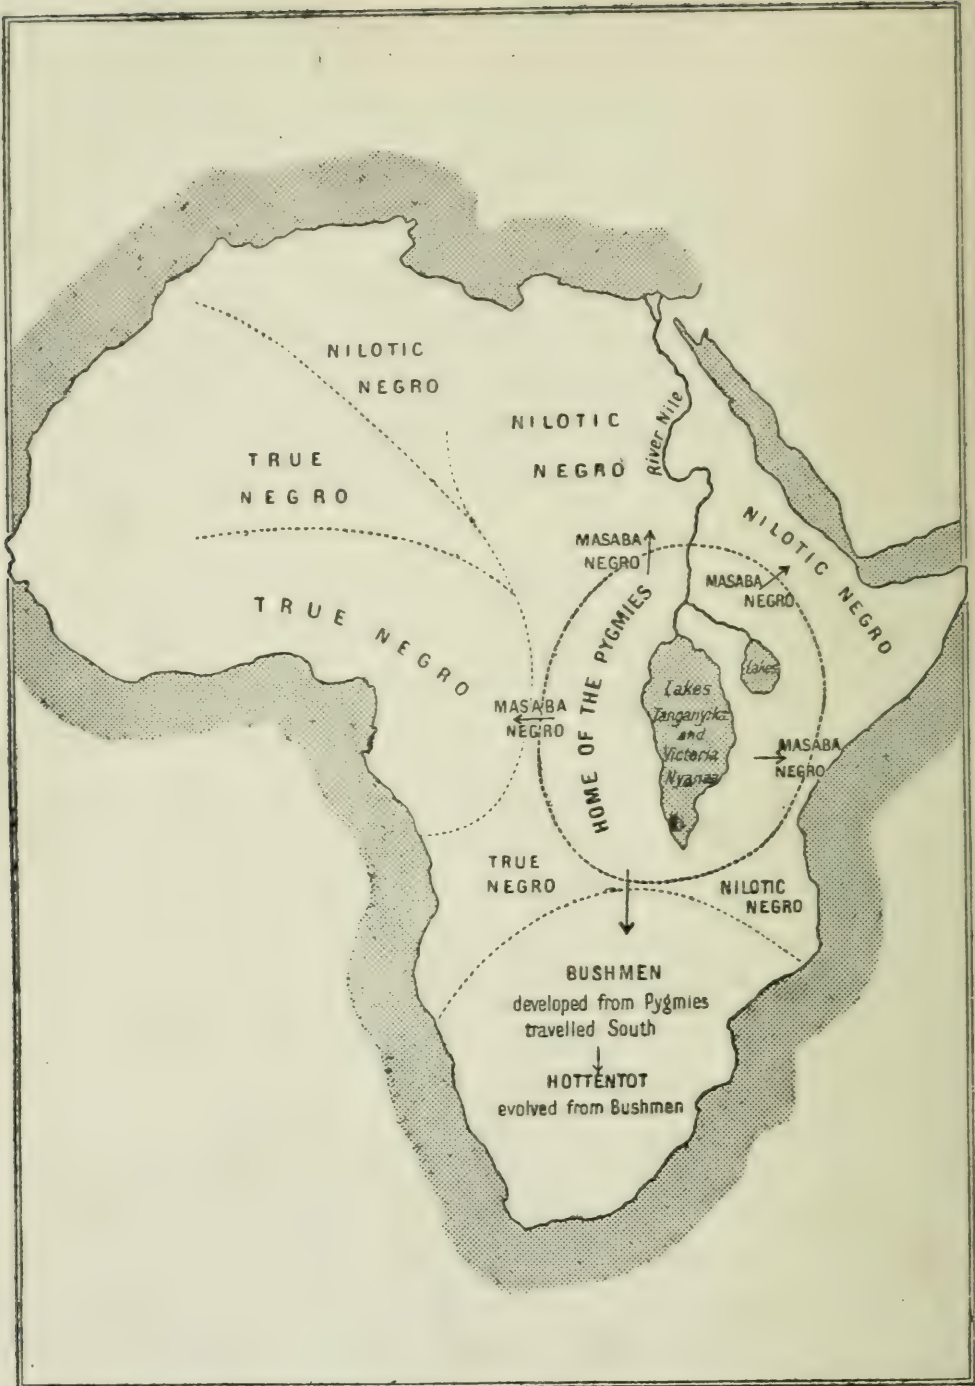 NILOTIC
NEGRO
NILOTIC
NEGRO
River Nile
TRUE
NEGRO
NILOTIC NEGRO
MASABA
NEGRO
MASABA
NEGRO
TRUE NEGRO
HOME OF THE PYGMIES
Lakes
Lakes
Tanganyika
and
Victoria
Nyanza
MASABA
NEGRO
MASABA
NEGRO
TRUE
NEGRO
NILOTIC
NEGRO
BUSHMEN
developed from Pygmies
travelled South
HOTTENTOT
evolved from Bushmen